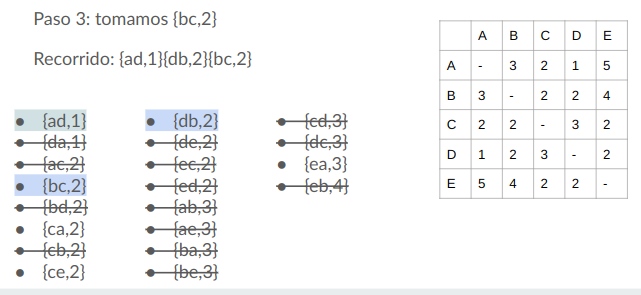 Paso 3: tomamos {bc,2}
Recorrido: {ad,1}{db,2}{bc,2}
● {ad,1}
● {da,1}
● {ac,2}
● {bc,2}
● {bd,2}
● {ca,2}
● {cb,2}
● {ce,2}
● {db,2}
● {de,2}
● {ec,2}
● {ed,2}
● {ab,3}
● {ae,3}
● {ba,3}
● {be,3}
● {cd,3}
● {dc,3}
● {ea,3}
● {eb,4}
A B C D E
A - 3 2 1 5
B 3 - 2 2 4
C 2 2 - 3 2
D 1 2 3 - 2
E 5 4 2 2 -